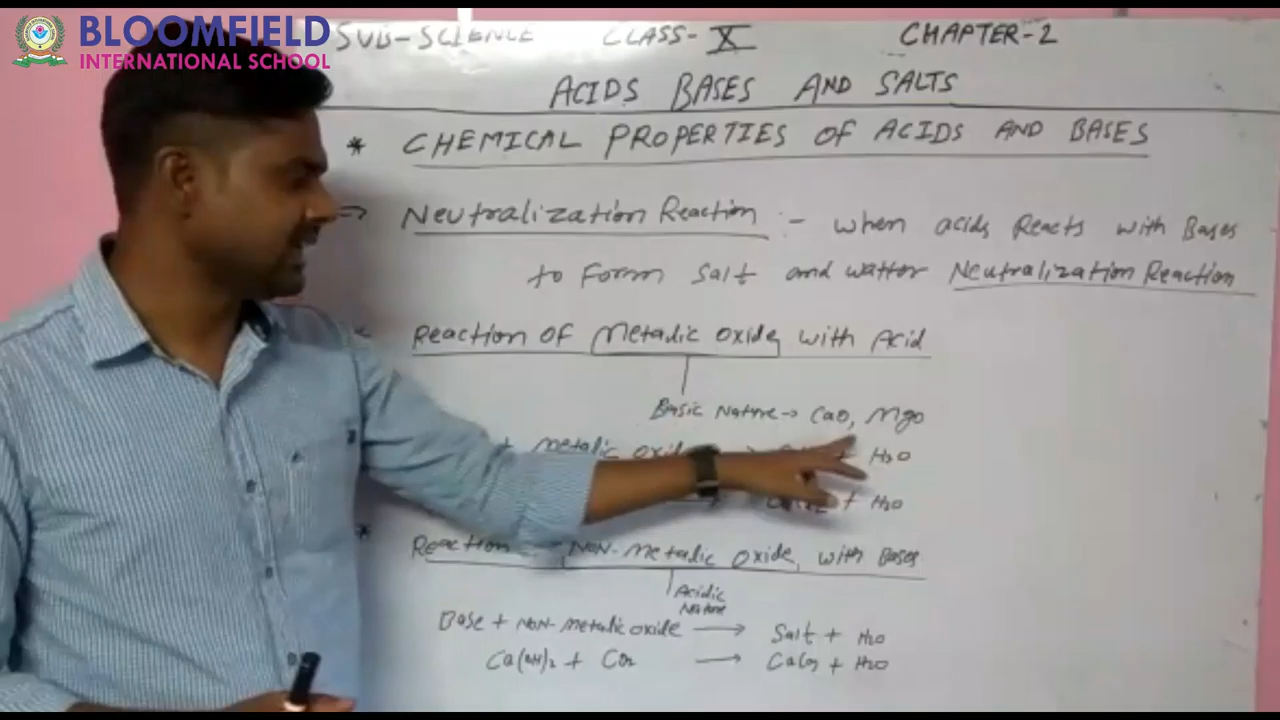 BLOOMFIELD
INTERNATIONAL SCHOOL
SUB-SCIENCE CLASS-X CHAPTER-2
ACIDS BASES AND SALTS
* CHEMICAL PROPERTIES OF ACIDS AND BASES
⇒ Neutralization Reaction :- When acids Reacts with Bases
to Form Salt and watter Neutralization Reaction
Reaction of Metalic Oxide with Acid
Basic Nature → CaO, MgO
+ Metalic → + H2O
→ + H2O
* Reaction Non-Metalic Oxide, with Bases
Acidic
Nature
Base + Non-Metalic oxide → Salt + H2O
Ca(OH)2 + CO2 → CaCO3 + H2O